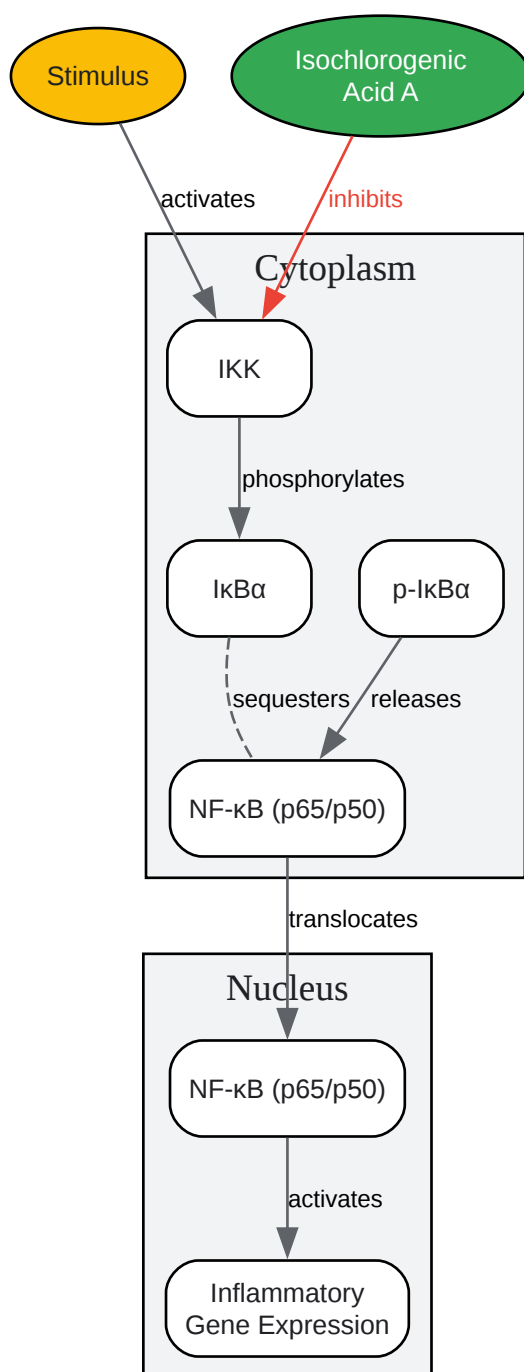 Stimulus
Isochlorogenic
Acid A
activates
inhibits
Cytoplasm
IKK
phosphorylates
IκBα
p-IκBα
sequesters
releases
NF-κB (p65/p50)
translocates
Nucleus
NF-κB (p65/p50)
activates
Inflammatory
Gene Expression